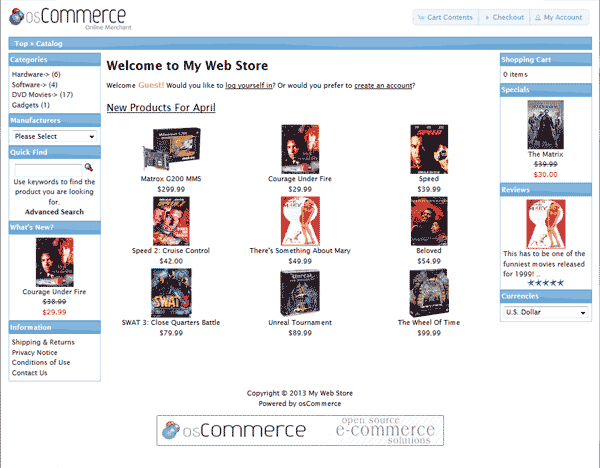 osCommerce
Online Merchant
Cart Contents
Checkout
My Account
Top » Catalog
Categories
Hardware-> (6)
Software-> (4)
DVD Movies-> (17)
Gadgets (1)
Manufacturers
Please Select
Quick Find
Use keywords to find the
product you are looking
for.
Advanced Search
What's New?
Courage Under Fire
$38.99
$29.99
Information
Shipping & Returns
Privacy Notice
Conditions of Use
Contact Us
Welcome to My Web Store
Welcome Guest! Would you like to log yourself in? Or would you prefer to create an account?
New Products For April
Matrox G200 MMS
$299.99
Courage Under Fire
$29.99
SPEED
Speed
$39.99
Speed 2: Cruise Control
$42.00
MARY
There's Something About Mary
$49.99
Beloved
$54.99
SWAT 3
SWAT 3: Close Quarters Battle
$79.99
Unreal
Unreal Tournament
$89.99
The Wheel Of Time
$99.99
Shopping Cart
0 items
Specials
The Matrix
$39.99
$30.00
Reviews
MARY
This has to be one of the
funniest movies released
for 1999! ..
Currencies
U.S. Dollar
Copyright © 2013 My Web Store
Powered by osCommerce
osCommerce
open source
e-commerce
solutions